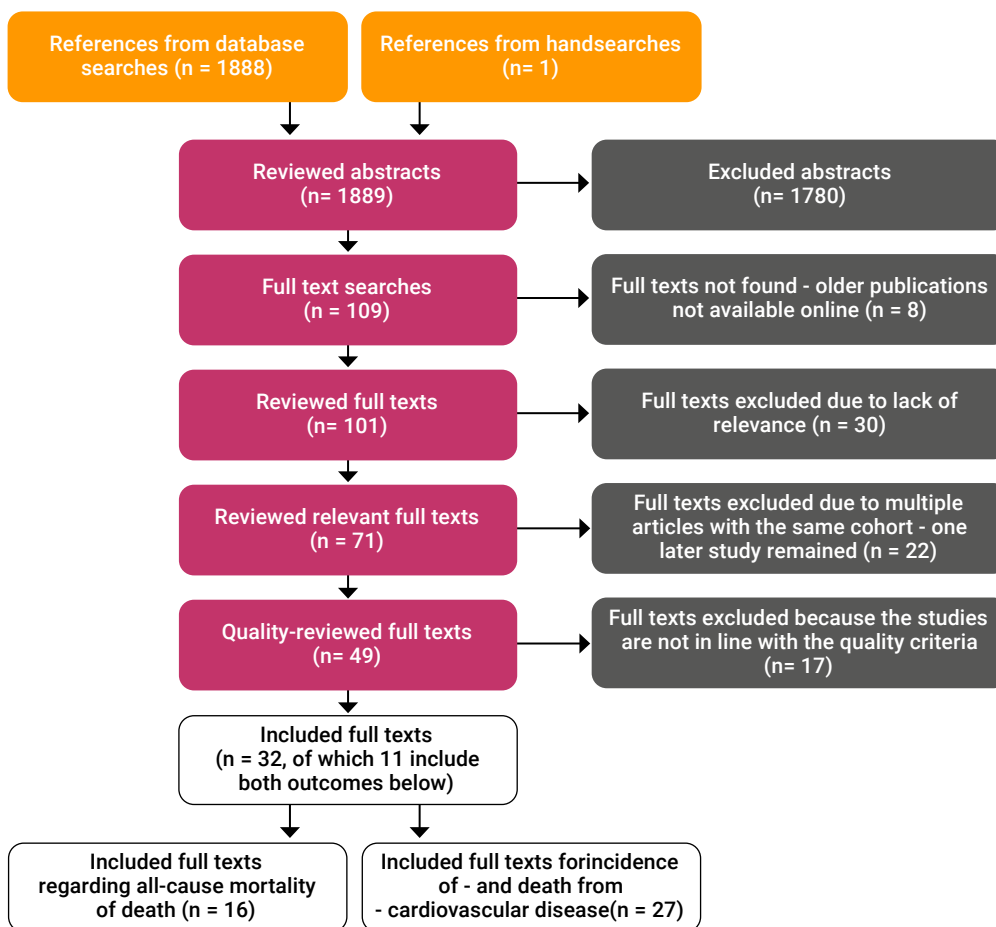 References from database
searches (n = 1888)
References from handsearches
(n= 1)
Reviewed abstracts
(n= 1889)
Excluded abstracts
(n= 1780)
Full text searches
(n = 109)
Full texts not found - older publications
not available online (n = 8)
Reviewed full texts
(n= 101)
Full texts excluded due to lack of
relevance (n = 30)
Reviewed relevant full texts
(n = 71)
Full texts excluded due to multiple
articles with the same cohort - one
later study remained (n = 22)
Quality-reviewed full texts
(n= 49)
Full texts excluded because the studies
are not in line with the quality criteria
(n= 17)
Included full texts
(n = 32, of which 11 include
both outcomes below)
Included full texts
regarding all-cause mortality
of death (n = 16)
Included full texts forincidence
of - and death from
- cardiovascular disease(n = 27)